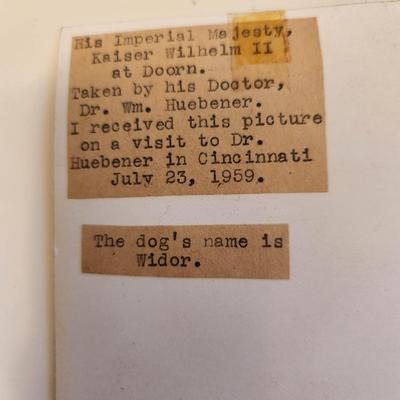 His Imperial Majesty,
Kaiser Wilhelm II
at Doorn.
Taken by his Doctor,
Dr. Wm. Huebener.
I received this picture
on a visit to Dr.
Huebener in Cincinnati
July 23, 1959.
The dog's name is
Widor.